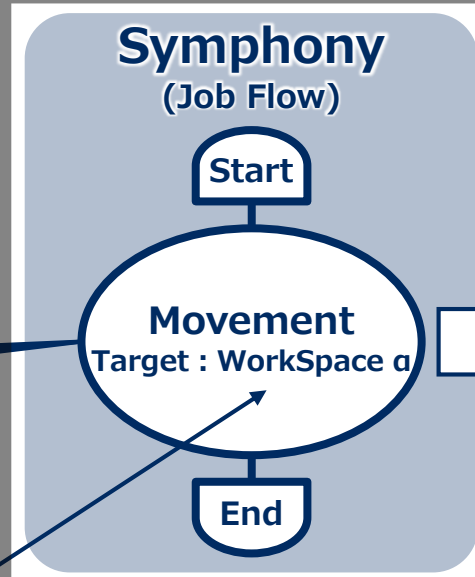 Symphony
(Job Flow)
Start
Movement
Target : WorkSpace α
End